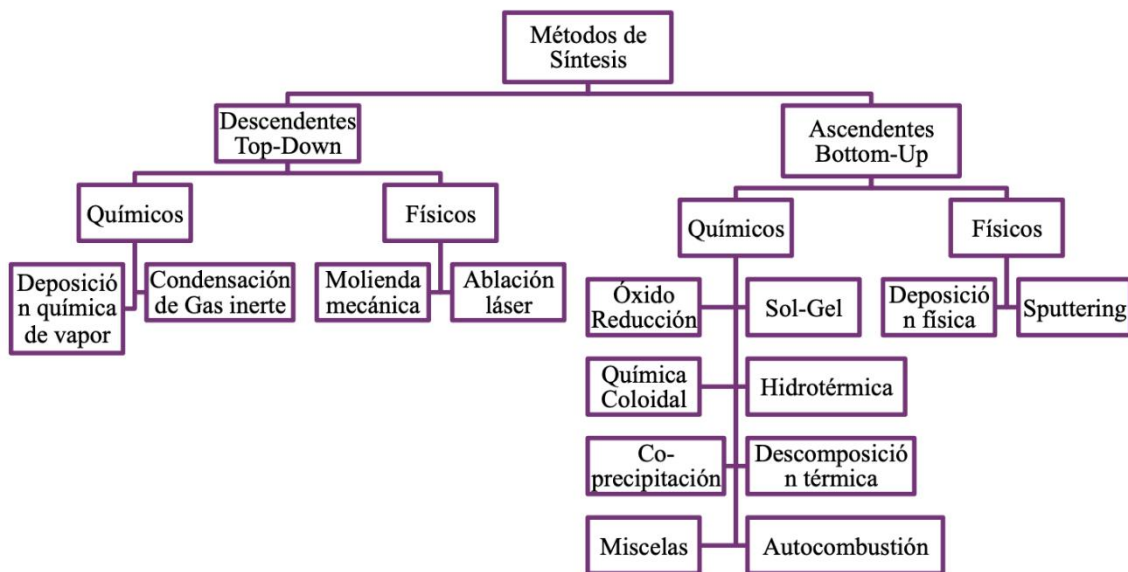 Métodos de
Síntesis
Descendentes
Top-Down
Ascendentes
Bottom-Up
Químicos
Físicos
Químicos
Físicos
Deposició
n química
de vapor
Condensación
de Gas inerte
Molienda
mecánica
Ablación
láser
Óxido
Reducción
Sol-Gel
Deposició
n física
Sputtering
Química
Coloidal
Hidrotérmica
Co-
precipitación
Descomposició
n térmica
Miscelas
Autocombustión